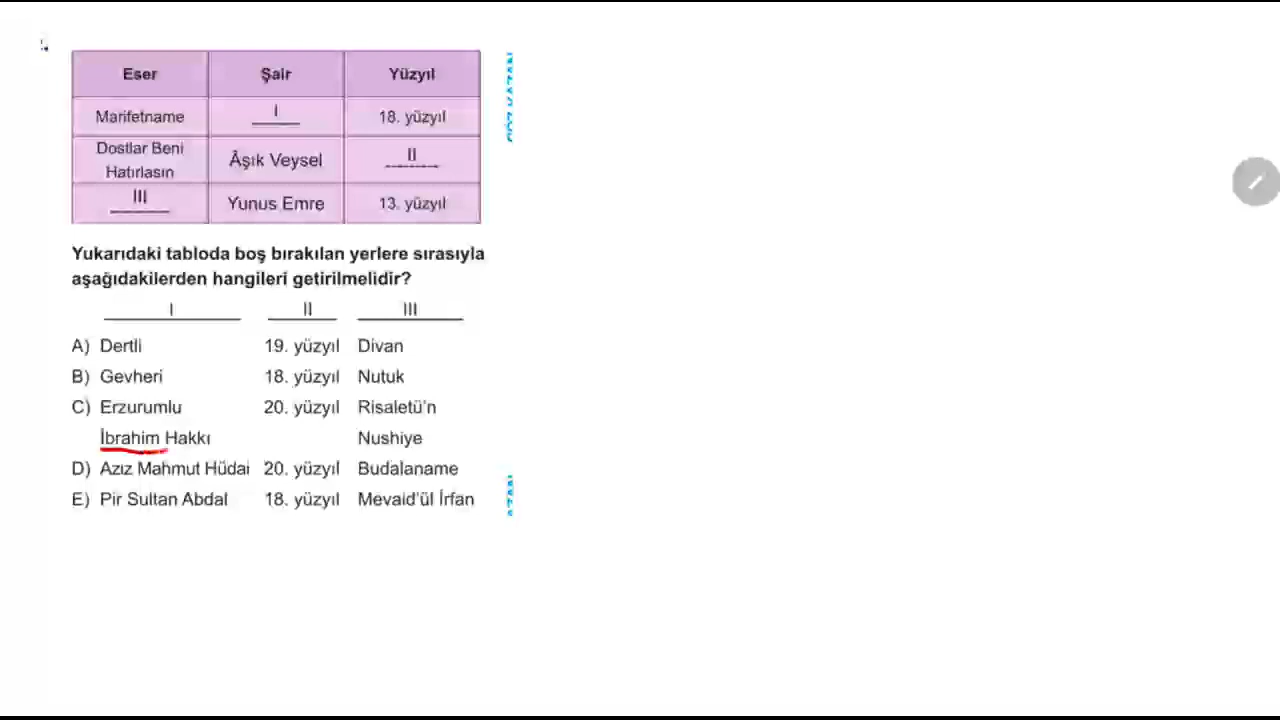 Eser Şair Yüzyıl
Marifetname I 18. yüzyıl
Dostlar Beni Hatırlasın Âşık Veysel II
III Yunus Emre 13. yüzyıl
Yukarıdaki tabloda boş bırakılan yerlere sırasıyla
aşağıdakilerden hangileri getirilmelidir?
I II III
A) Dertli 19. yüzyıl Divan
B) Gevheri 18. yüzyıl Nutuk
C) Erzurumlu 20. yüzyıl Risaletü'n
İbrahim Hakkı Nushiye
D) Aziz Mahmut Hüdai 20. yüzyıl Budalaname
E) Pir Sultan Abdal 18. yüzyıl Mevaid'ül İrfan